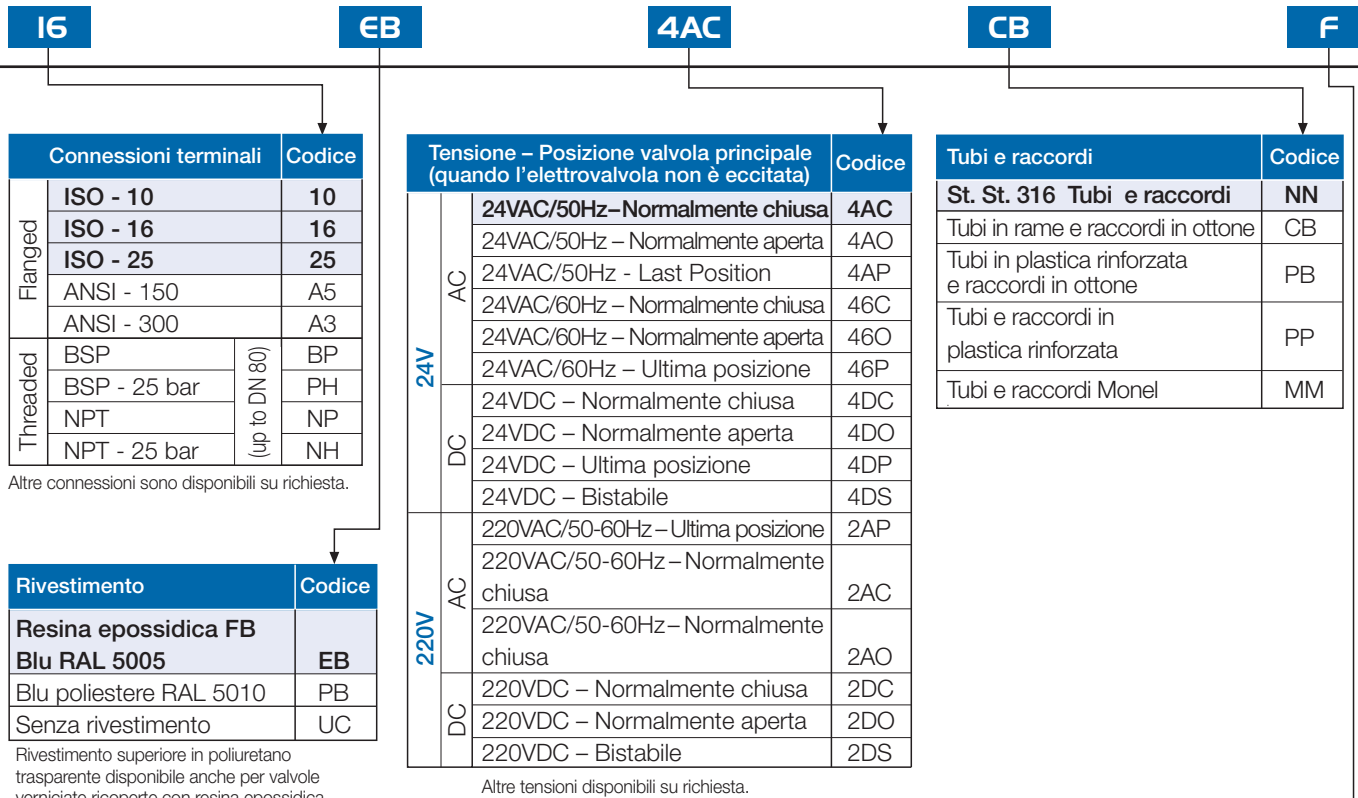 16 EB 4AC CB F
Connessioni terminali Codice
Flanged
ISO - 10 10
ISO - 16 16
ISO - 25 25
ANSI - 150 A5
ANSI - 300 A3
Threaded
(up to DN 80)
BSP BP
BSP - 25 bar PH
NPT NP
NPT - 25 bar NH
Altre connessioni sono disponibili su richiesta.
Rivestimento Codice
Resina epossidica FB
Blu RAL 5005 EB
Blu poliestere RAL 5010 PB
Senza rivestimento UC
Rivestimento superiore in poliuretano
trasparente disponibile anche per valvole
verniciate ricoperte con resina epossidica
Tensione – Posizione valvola principale
(quando l'elettrovalvola non è eccitata) Codice
24V
AC
24VAC/50Hz–Normalmente chiusa 4AC
24VAC/50Hz – Normalmente aperta 4AO
24VAC/50Hz - Last Position 4AP
24VAC/60Hz – Normalmente chiusa 46C
24VAC/60Hz – Normalmente aperta 46O
24VAC/60Hz – Ultima posizione 46P
DC
24VDC – Normalmente chiusa 4DC
24VDC – Normalmente aperta 4DO
24VDC – Ultima posizione 4DP
24VDC – Bistabile 4DS
220V
AC
220VAC/50-60Hz–Ultima posizione 2AP
220VAC/50-60Hz–Normalmente
chiusa 2AC
220VAC/50-60Hz–Normalmente
chiusa 2AO
DC
220VDC – Normalmente chiusa 2DC
220VDC – Normalmente aperta 2DO
220VDC – Bistabile 2DS
Altre tensioni disponibili su richiesta.
Tubi e raccordi Codice
St. St. 316 Tubi e raccordi NN
Tubi in rame e raccordi in ottone CB
Tubi in plastica rinforzata
e raccordi in ottone PB
Tubi e raccordi in
plastica rinforzata PP
Tubi e raccordi Monel MM